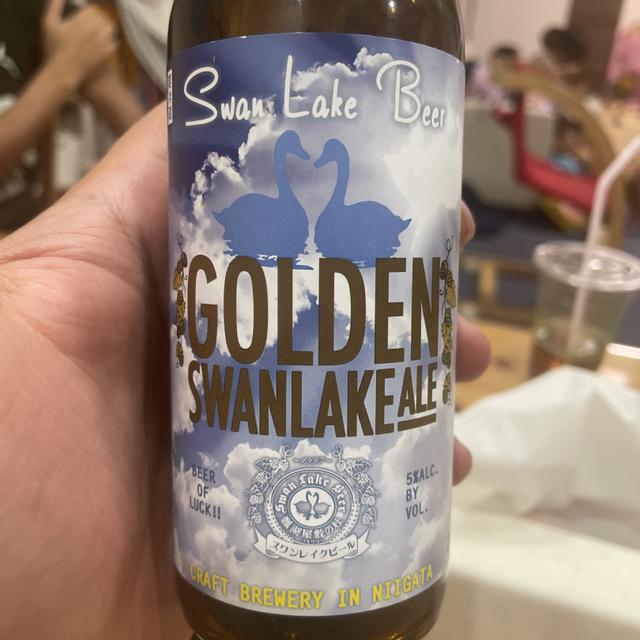 Swan Lake Beer
GOLDEN
SWANLAKE ALE
BEER
OF
LUCK!!
5%ALC.
BY
VOL.
1997
Swan Lake Beer
スワンレイクビール
CRAFT BREWERY IN NIIGATA